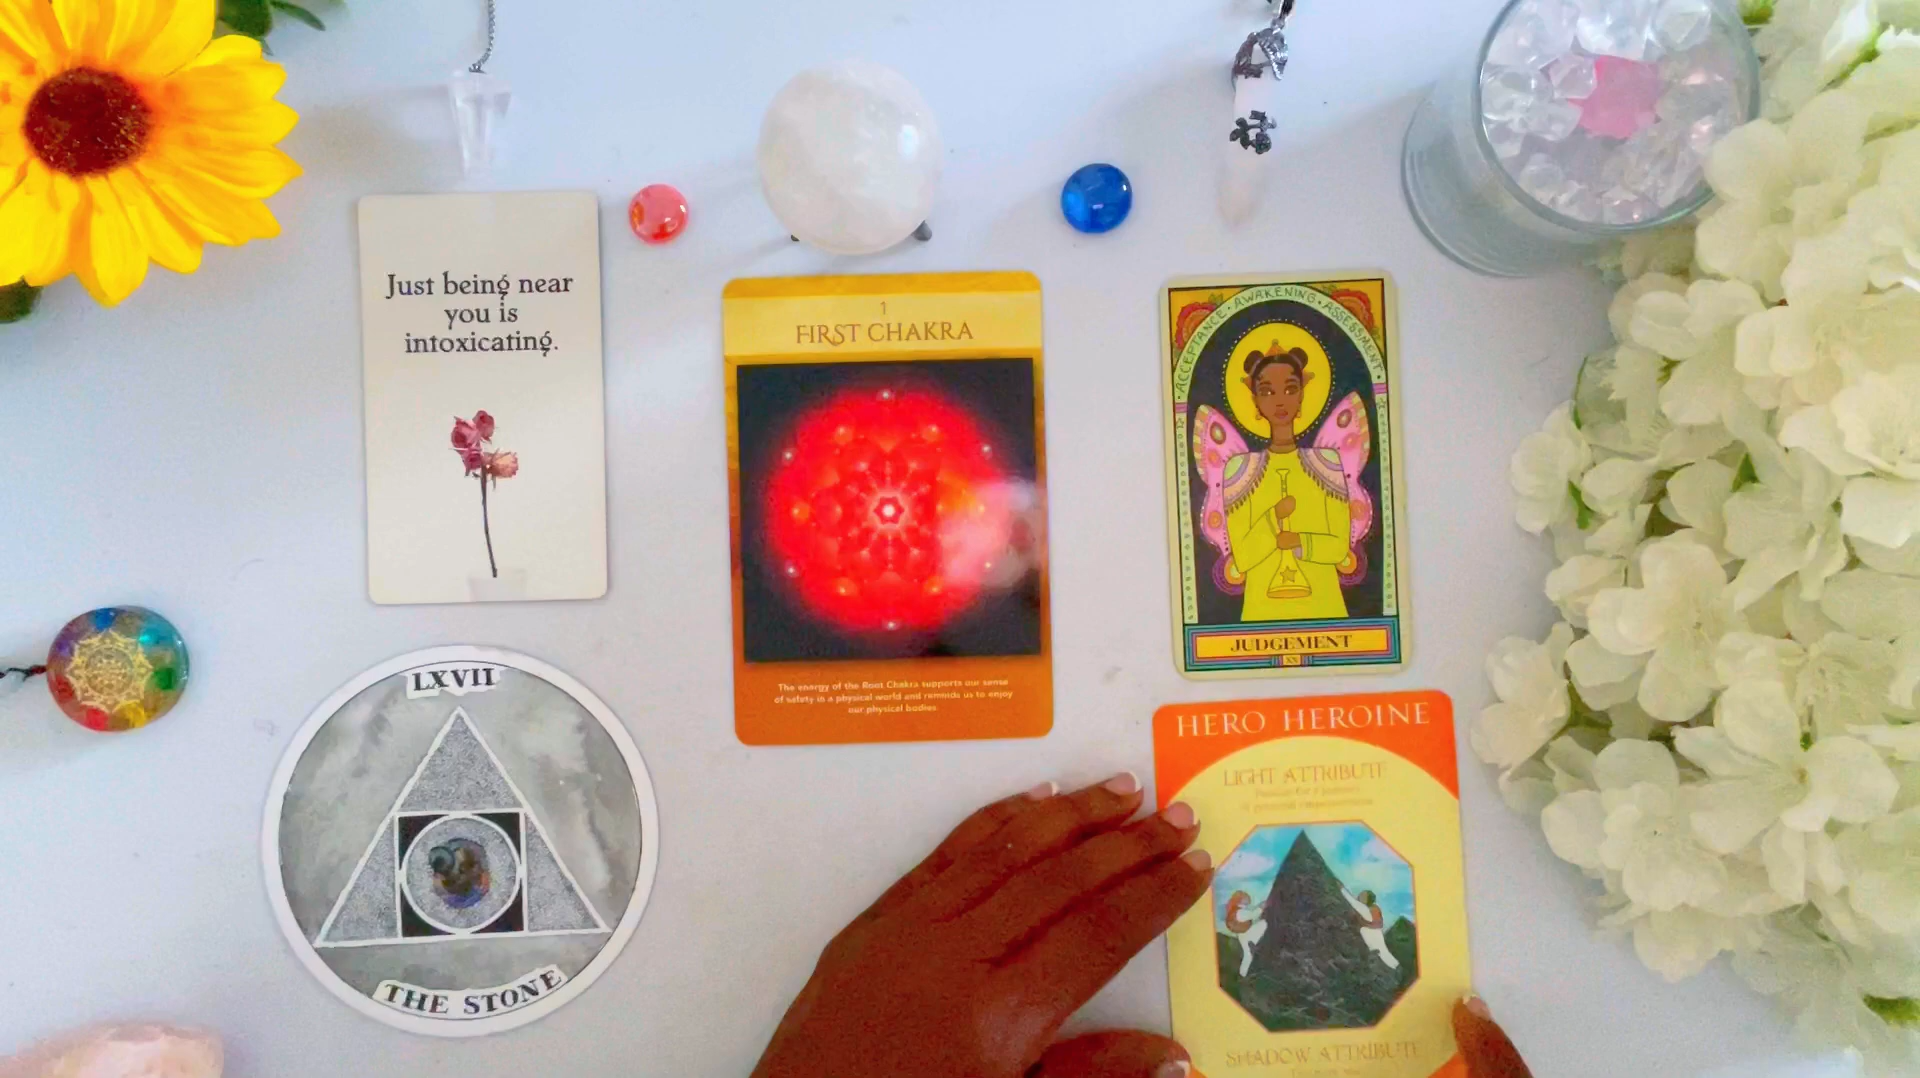 Just being near
you is
intoxicating.
1
FIRST CHAKRA
The energy of the Root Chakra supports our sense
of safety in a physical world and reminds us to enjoy
our physical bodies
ACCEPTANCE • AWAKENING • ASSESSMENT
JUDGEMENT
XX
LXVII
THE STONE
HERO HEROINE
LIGHT ATTRIBUTE
SHADOW ATTRIBUTE